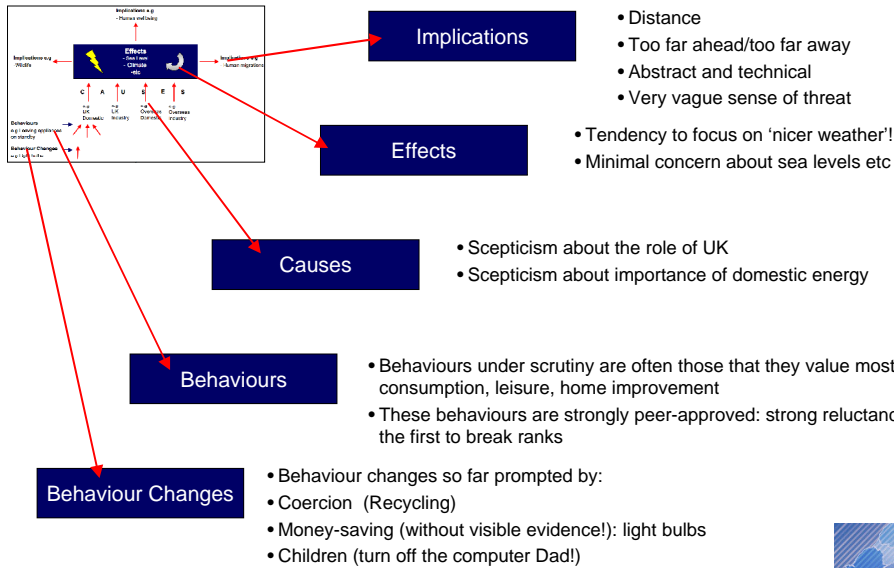 Implications e.g
- Human wellbeing
Implications e.g
Wildlife
Effects
- Sea Level
- Climate
-etc
Implications e.g
Human migrations
C A U S E S
e.g
UK
Domestic
e.g
UK
Industry
e.g
Overseas
Domestic
e.g
Overseas
Industry
Behaviours
e.g Leaving appliances
on standby
Behaviour Changes
Implications
• Distance
• Too far ahead/too far away
• Abstract and technical
• Very vague sense of threat
Effects
• Tendency to focus on ‘nicer weather’!
• Minimal concern about sea levels etc
Causes
• Scepticism about the role of UK
• Scepticism about importance of domestic energy
Behaviours
• Behaviours under scrutiny are often those that they value most
consumption, leisure, home improvement
• These behaviours are strongly peer-approved: strong reluctanc
the first to break ranks
Behaviour Changes
• Behaviour changes so far prompted by:
• Coercion (Recycling)
• Money-saving (without visible evidence!): light bulbs
• Children (turn off the computer Dad!)